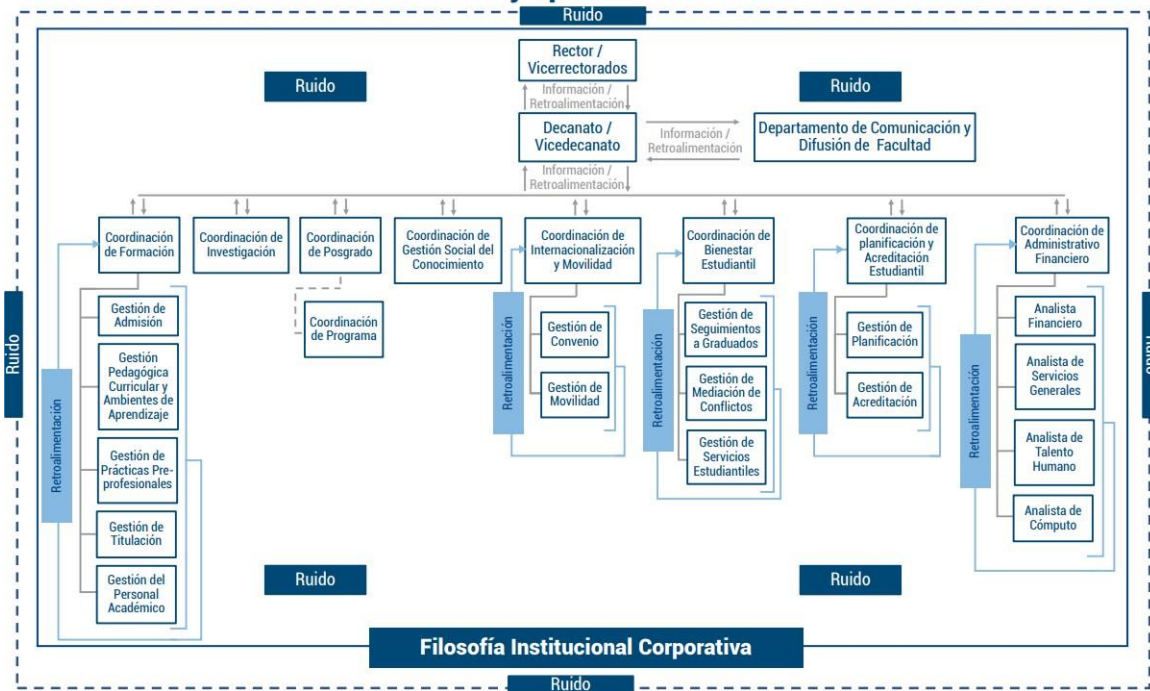 Ruido
Rector /
Vicerrectorados
Ruido
Ruido
Información /
Retroalimentación
Decanato /
Vicedecanato
Información /
Retroalimentación
Departamento de Comunicación y
Difusión de Facultad
Información /
Retroalimentación
Coordinación
de Formación
Coordinación de
Investigación
Coordinación
de Posgrado
Coordinación de
Gestión Social del
Conocimiento
Coordinación de
Internacionalización
y Movilidad
Coordinación de
Bienestar
Estudiantil
Coordinación de
planificación y
Acreditación
Estudiantil
Coordinación de
Administrativo
Financiero
Retroalimentación
Gestión de
Admisión
Gestión
Pedagógica
Curricular y
Ambientes de
Aprendizaje
Gestión de
Prácticas Pre-
profesionales
Gestión de
Titulación
Gestión del
Personal
Académico
Coordinación
de Programa
Retroalimentación
Gestión de
Convenio
Gestión de
Movilidad
Retroalimentación
Gestión de
Seguimientos
a Graduados
Gestión de
Mediación de
Conflictos
Gestión de
Servicios
Estudiantiles
Retroalimentación
Gestión de
Planificación
Gestión de
Acreditación
Retroalimentación
Analista
Financiero
Analista de
Servicios
Generales
Analista de
Talento
Humano
Analista de
Cómputo
Ruido
Ruido
Ruido
Filosofía Institucional Corporativa
Ruido